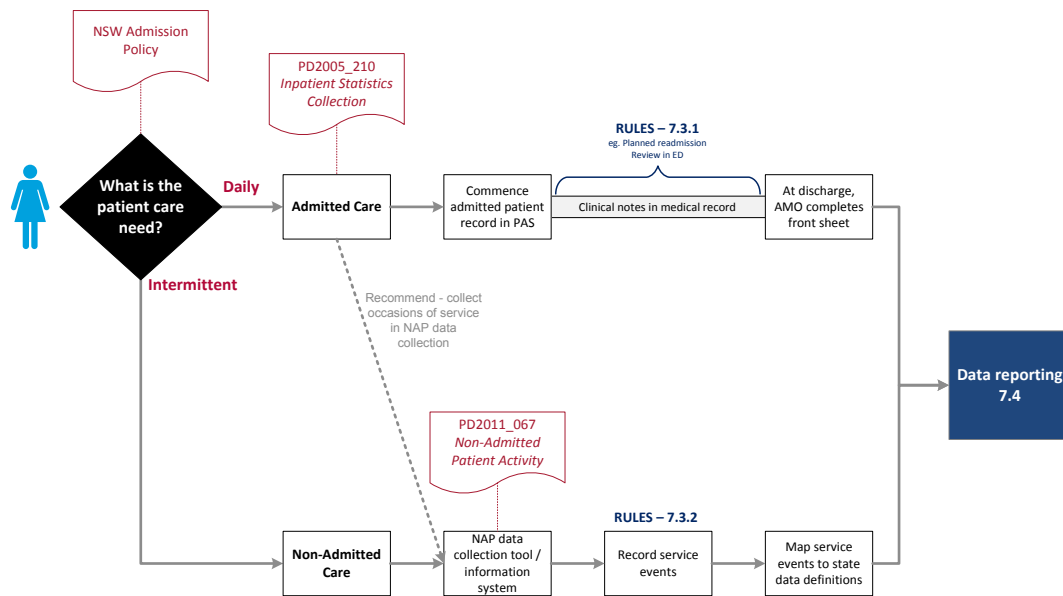 NSW Admission
Policy
PD2005_210
Inpatient Statistics
Collection
RULES – 7.3.1
eg. Planned readmission
Review in ED
What is the
patient care
need?
Daily
Admitted Care
Commence
admitted patient
record in PAS
Clinical notes in medical record
At discharge,
AMO completes
front sheet
Intermittent
Recommend - collect
occasions of service
in NAP data
collection
Data reporting
7.4
PD2011_067
Non-Admitted
Patient Activity
RULES – 7.3.2
Non-Admitted
Care
NAP data
collection tool /
information
system
Record service
events
Map service
events to state
data definitions